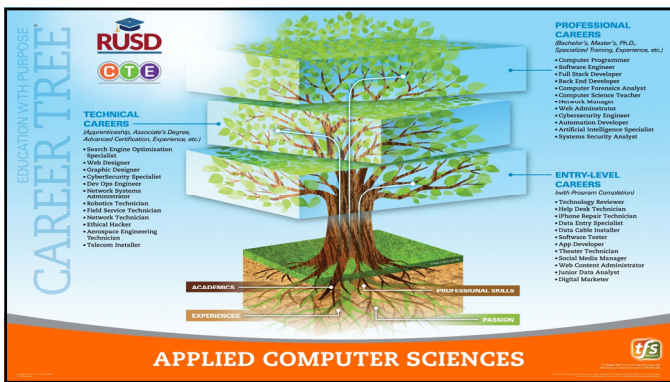 EDUCATION WITH PURPOSE
CAREER TREE®
RUSD
CTE
TECHNICAL
CAREERS
(Apprenticeship, Associate's Degree,
Advanced Certification, Experience, etc.)
• Search Engine Optimization
Specialist
• Web Designer
• Graphic Designer
• CyberSecurity Specialist
• Dev Ops Engineer
• Network Systems
Administrator
• Robotics Technician
• Field Service Technician
• Network Technician
• Ethical Hacker
• Aerospace Engineering
Technician
• Telecom Installer
PROFESSIONAL
CAREERS
(Bachelor's, Master's, Ph.D.,
Specialized Training, Experience, etc.)
• Computer Programmer
• Software Engineer
• Full Stack Developer
• Back End Developer
• Computer Forensics Analyst
• Computer Science Teacher
• Network Manager
• Web Adminstrator
• Cybersecurity Engineer
• Automation Developer
• Artificial Intelligence Specialist
• Systems Security Analyst
ENTRY-LEVEL
CAREERS
(with Program Completion)
• Technology Reviewer
• Help Desk Technician
• iPhone Repair Technician
• Data Entry Specialist
• Data Cable Installer
• Software Tester
• App Developer
• Theater Technician
• Social Media Manager
• Web Content Administrator
• Junior Data Analyst
• Digital Marketer
ACADEMICS
PROFESSIONAL SKILLS
EXPERIENCES
PASSION
APPLIED COMPUTER SCIENCES
tfs